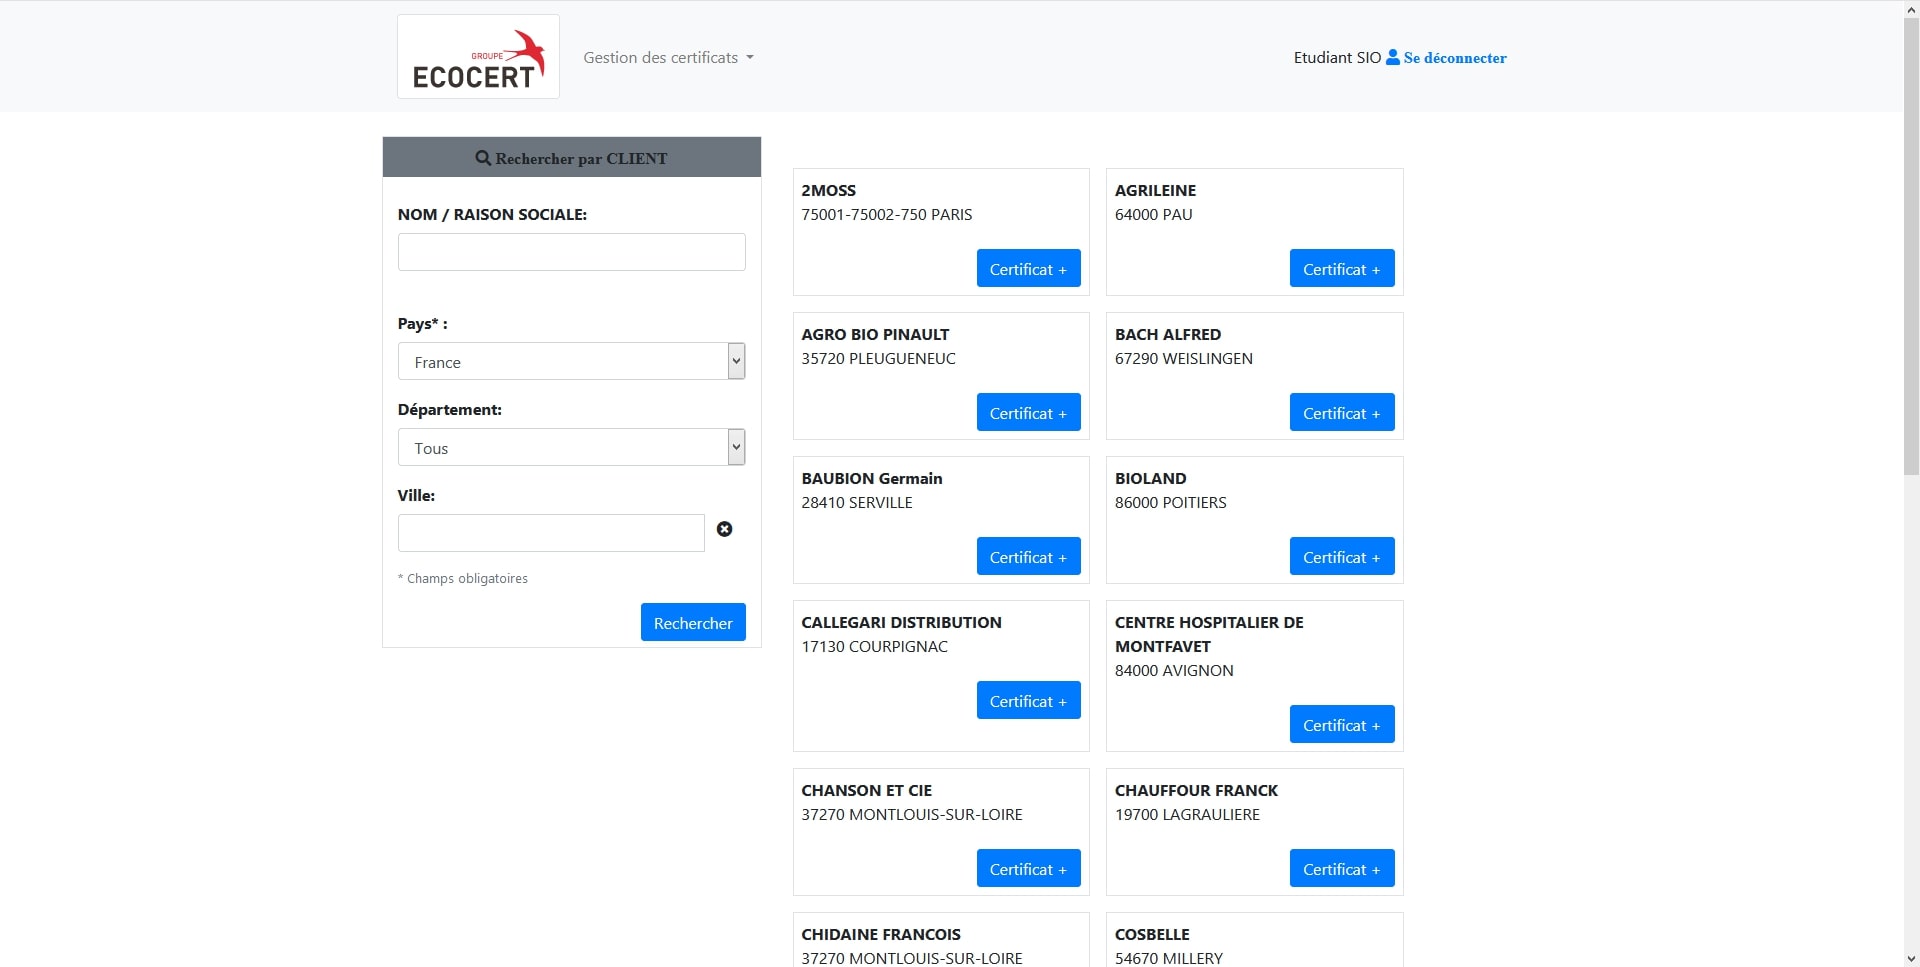 GROUPE
ECOCERT
Gestion des certificats
Etudiant SIO Se déconnecter
Rechercher par CLIENT
NOM / RAISON SOCIALE:
Pays* :
France
Département:
Tous
Ville:
* Champs obligatoires
Rechercher
2MOSS
75001-75002-750 PARIS
Certificat +
AGRILEINE
64000 PAU
Certificat +
AGRO BIO PINAULT
35720 PLEUGUENEUC
Certificat +
BACH ALFRED
67290 WEISLINGEN
Certificat +
BAUBION Germain
28410 SERVILLE
Certificat +
BIOLAND
86000 POITIERS
Certificat +
CALLEGARI DISTRIBUTION
17130 COURPIGNAC
Certificat +
CENTRE HOSPITALIER DE
MONTFAVET
84000 AVIGNON
Certificat +
CHANSON ET CIE
37270 MONTLOUIS-SUR-LOIRE
Certificat +
CHAUFFOUR FRANCK
19700 LAGRAULIERE
Certificat +
CHIDAINE FRANCOIS
37270 MONTLOUIS-SUR-LOIRE
COSBELLE
54670 MILLERY